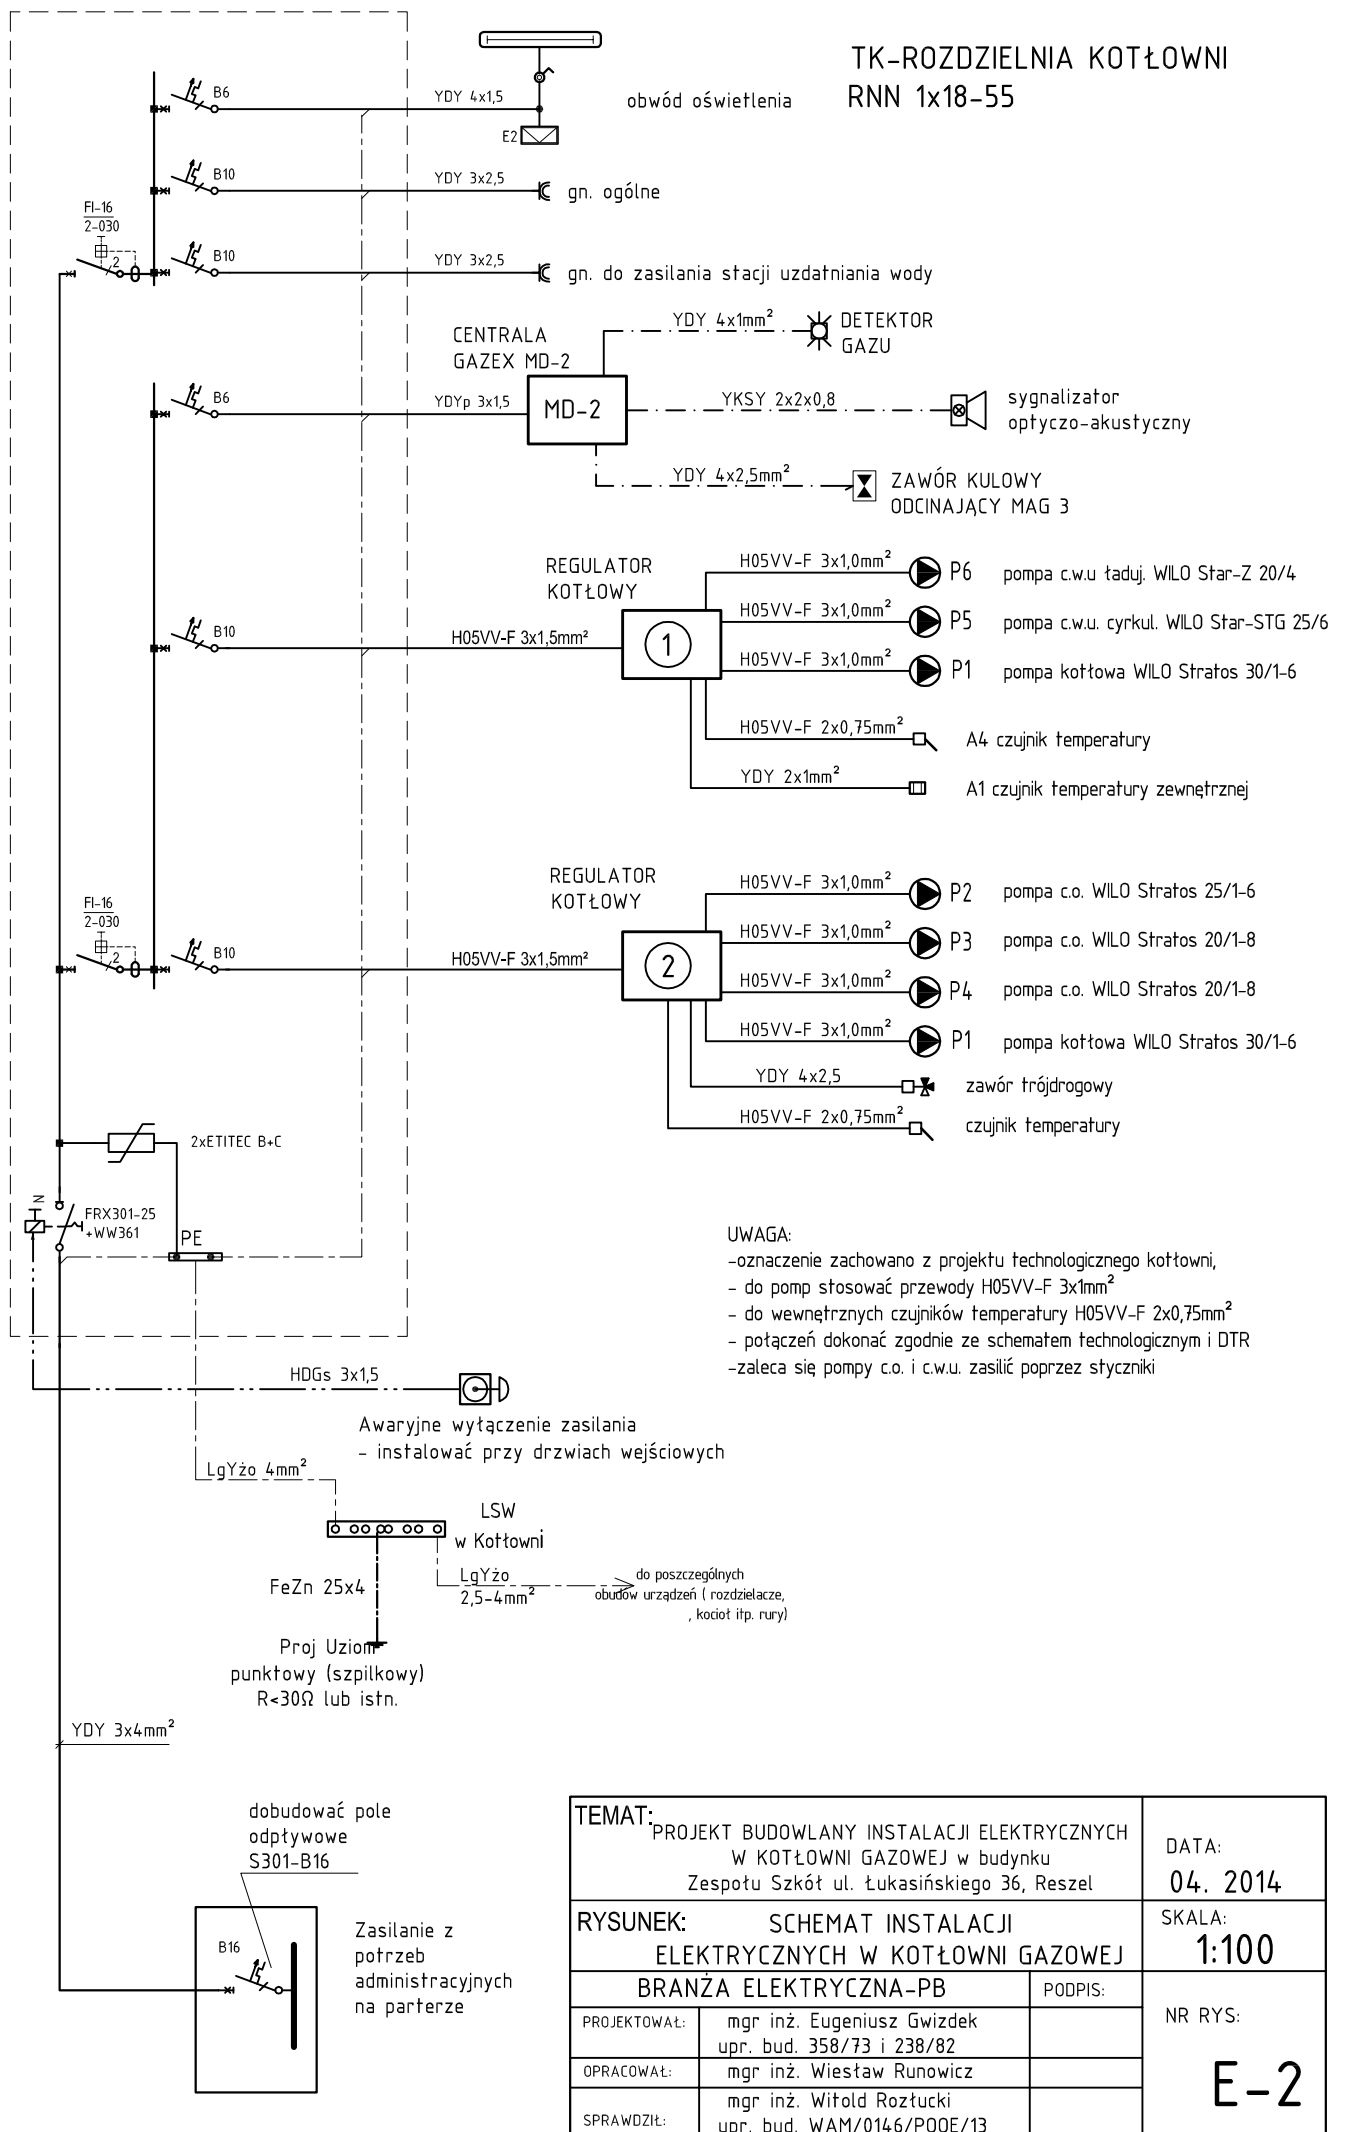 TK-ROZDZIELNIA KOTŁOWNI
RNN 1x18-55
B6
YDY 4x1,5
obwód oświetlenia
E2
B10
YDY 3x2,5
gn. ogólne
FI-16
2-030
2
B10
YDY 3x2,5
gn. do zasilania stacji uzdatniania wody
CENTRALA
GAZEX MD-2
YDY 4x1mm²
DETEKTOR
GAZU
B6
YDYp 3x1,5
MD-2
YKSY 2x2x0,8
sygnalizator
optyczo-akustyczny
YDY 4x2,5mm²
ZAWÓR KULOWY
ODCINAJĄCY MAG 3
REGULATOR
KOTŁOWY
H05VV-F 3x1,0mm²
P6
pompa c.w.u ładuj. WILO Star-Z 20/4
H05VV-F 3x1,0mm²
P5
pompa c.w.u. cyrkul. WILO Star-STG 25/6
B10
H05VV-F 3x1,5mm²
1
H05VV-F 3x1,0mm²
P1
pompa kotłowa WILO Stratos 30/1-6
H05VV-F 2x0,75mm²
A4 czujnik temperatury
YDY 2x1mm²
A1 czujnik temperatury zewnętrznej
REGULATOR
KOTŁOWY
H05VV-F 3x1,0mm²
P2
pompa c.o. WILO Stratos 25/1-6
FI-16
2-030
2
B10
H05VV-F 3x1,5mm²
2
H05VV-F 3x1,0mm²
P3
pompa c.o. WILO Stratos 20/1-8
H05VV-F 3x1,0mm²
P4
pompa c.o. WILO Stratos 20/1-8
H05VV-F 3x1,0mm²
P1
pompa kotłowa WILO Stratos 30/1-6
YDY 4x2,5
zawór trójdrogowy
H05VV-F 2x0,75mm²
czujnik temperatury
2xETITEC B+C
N
FRX301-25
+WW361
PE
UWAGA:
-oznaczenie zachowano z projektu technologicznego kotłowni,
- do pomp stosować przewody H05VV-F 3x1mm²
- do wewnętrznych czujników temperatury H05VV-F 2x0,75mm²
- połączeń dokonać zgodnie ze schematem technologicznym i DTR
-zaleca się pompy c.o. i c.w.u. zasilić poprzez styczniki
HDGs 3x1,5
Awaryjne wyłączenie zasilania
- instalować przy drzwiach wejściowych
LgYżo 4mm²
LSW
w Kotłowni
FeZn 25x4
LgYżo
2,5-4mm²
do poszczególnych
obudów urządzeń ( rozdzielacze,
, kocioł itp. rury)
Proj Uziom
punktowy (szpilkowy)
R<30Ω lub istn.
YDY 3x4mm²
dobudować pole
odpływowe
S301-B16
B16
Zasilanie z
potrzeb
administracyjnych
na parterze
TEMAT:
PROJEKT BUDOWLANY INSTALACJI ELEKTRYCZNYCH
W KOTŁOWNI GAZOWEJ w budynku
Zespołu Szkół ul. Łukasińskiego 36, Reszel
DATA:
04. 2014
RYSUNEK: SCHEMAT INSTALACJI
ELEKTRYCZNYCH W KOTŁOWNI GAZOWEJ
SKALA:
1:100
BRANŻA ELEKTRYCZNA-PB
PODPIS:
NR RYS:
E-2
PROJEKTOWAŁ:
mgr inż. Eugeniusz Gwizdek
upr. bud. 358/73 i 238/82
OPRACOWAŁ:
mgr inż. Wiesław Runowicz
SPRAWDZIŁ:
mgr inż. Witold Rozłucki
upr. bud. WAM/0146/POOE/13